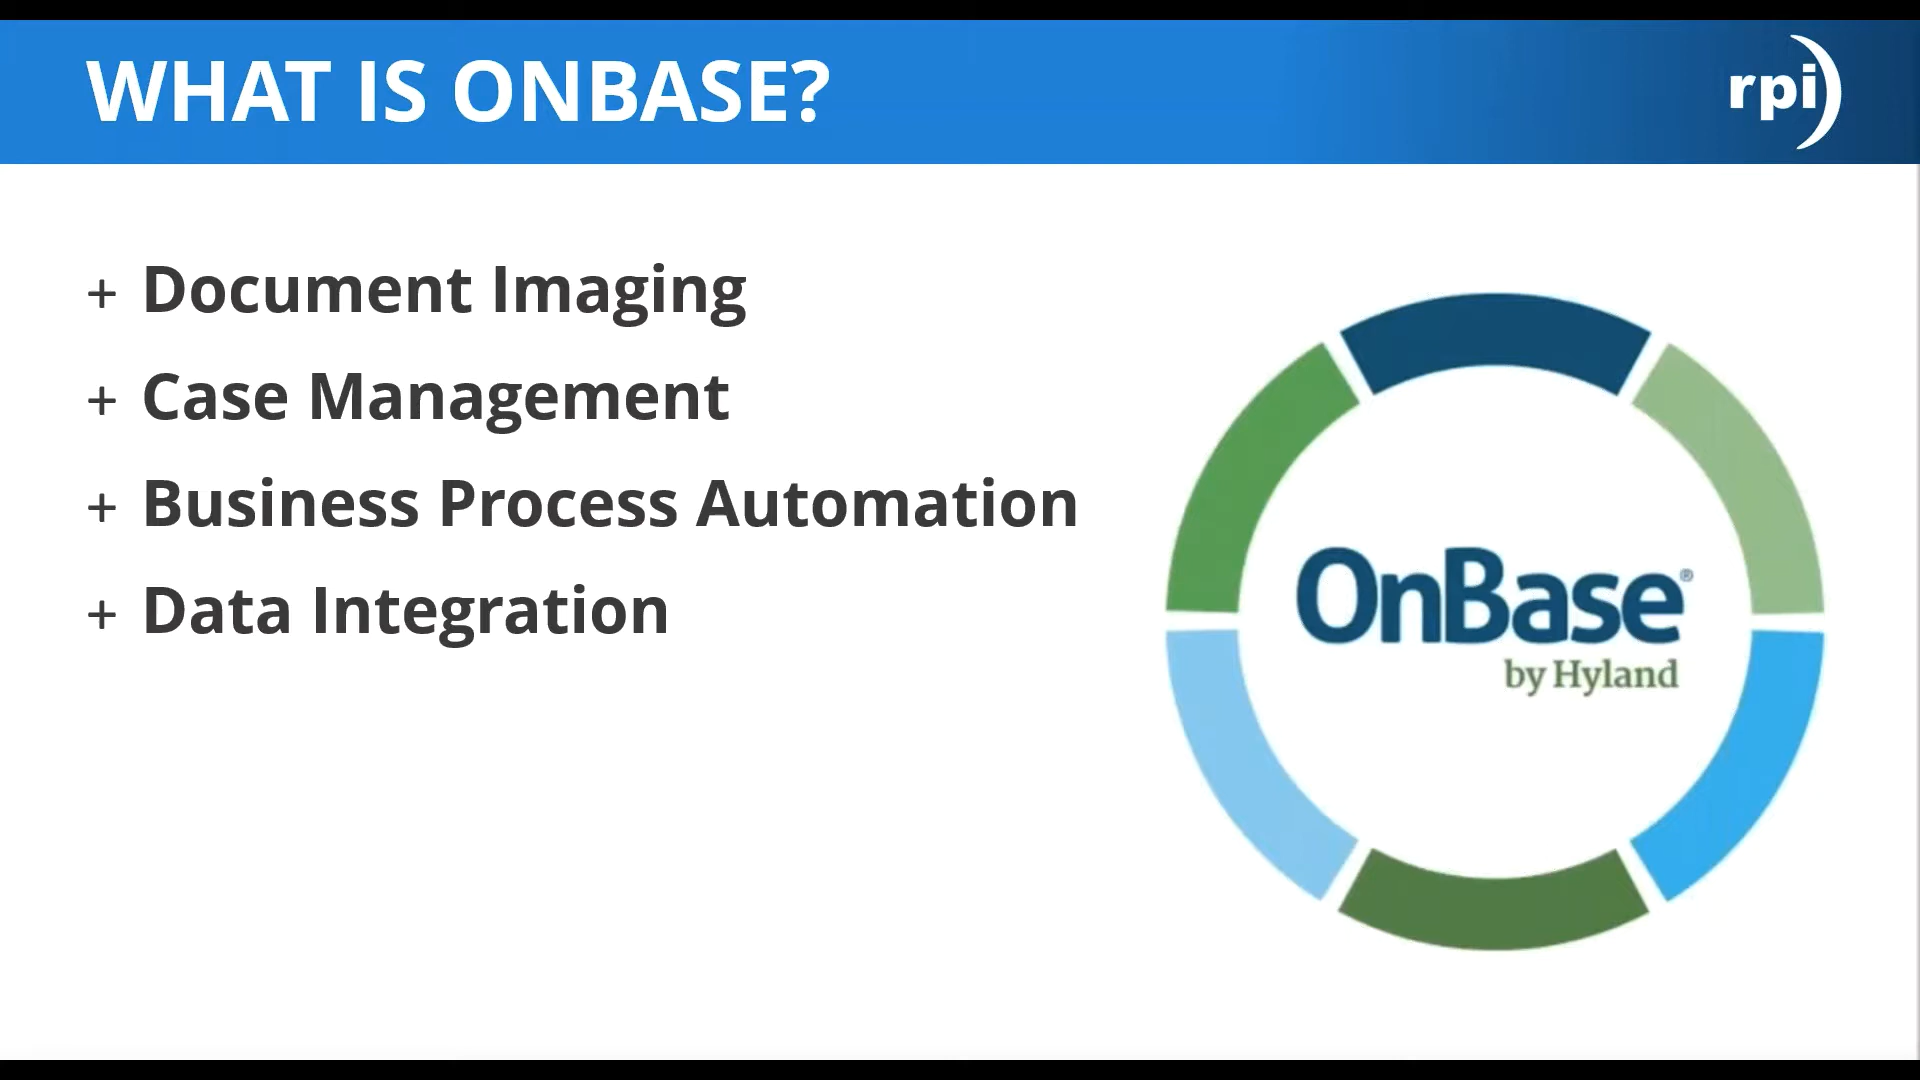 WHAT IS ONBASE?
rpi
+ Document Imaging
+ Case Management
+ Business Process Automation
+ Data Integration
OnBase®
by Hyland